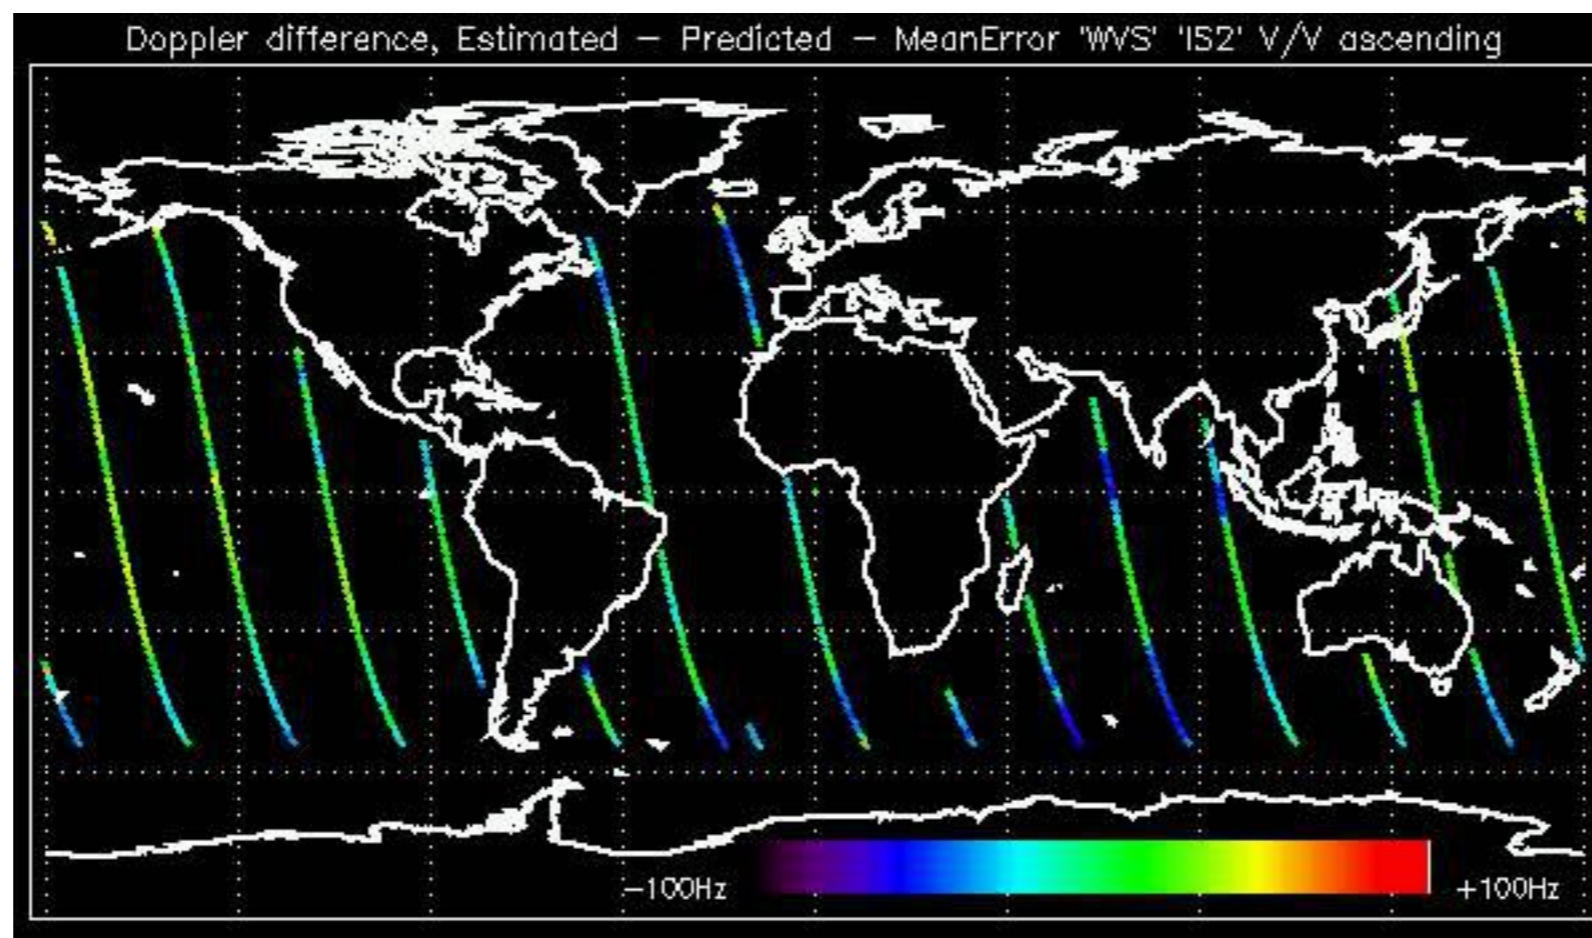 Doppler difference, Estimated − Predicted − MeanError 'WVS' 'IS2' V/V ascending
−100Hz +100Hz